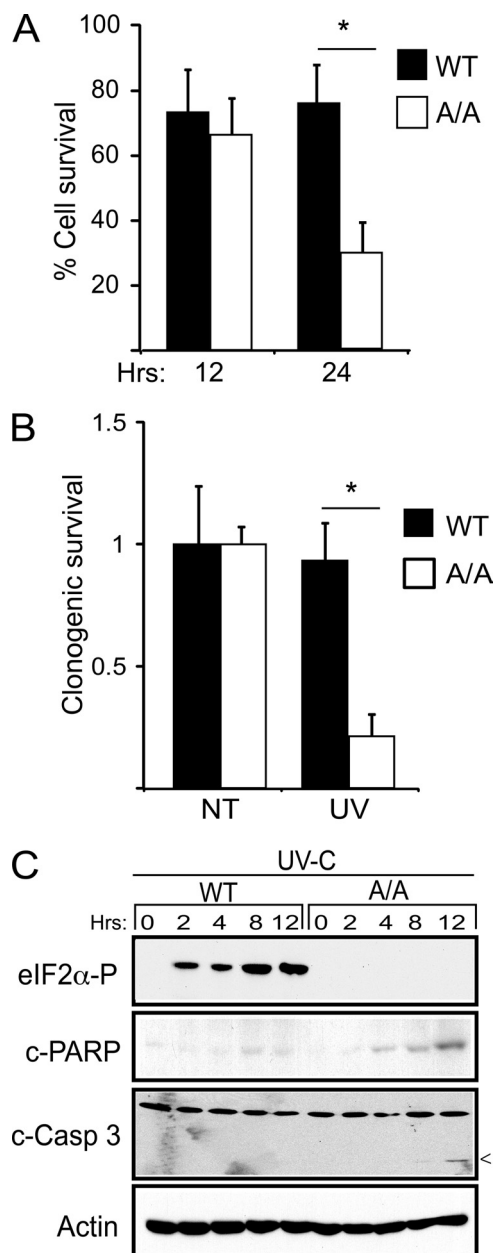 A
100
80
60
40
20
% Cell survival
*
WT
A/A
Hrs: 12 24
B
1.5
1
0.5
Clonogenic survival
*
WT
A/A
NT UV
C
UV-C
WT A/A
Hrs: 0 2 4 8 12 0 2 4 8 12
eIF2α-P
c-PARP
c-Casp 3 <
Actin